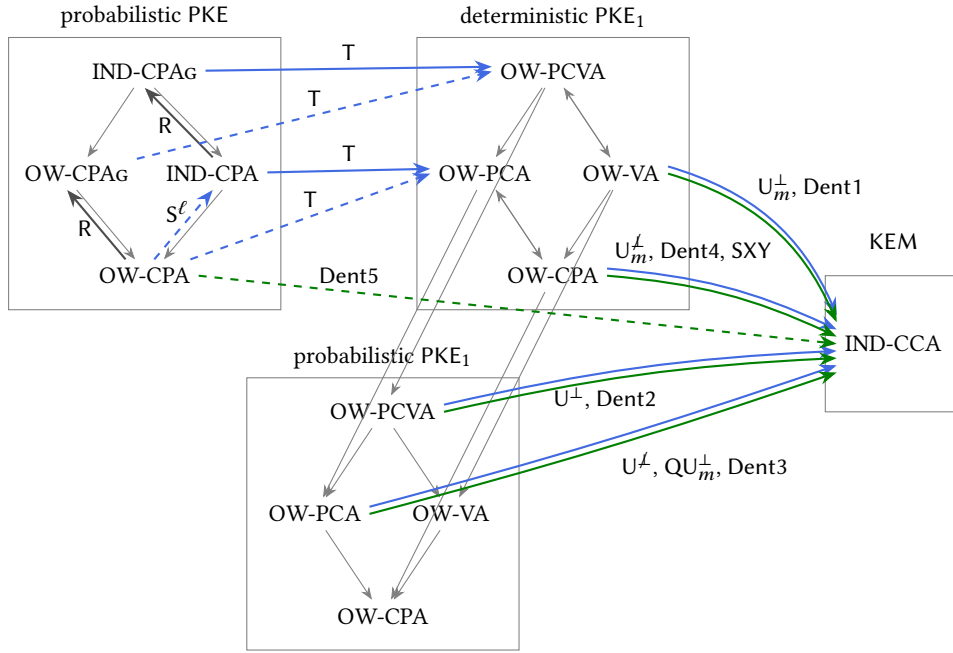 probabilistic PKE
deterministic PKE₁
IND-CPAG
T
OW-PCVA
T
R
OW-CPAG
IND-CPA
T
OW-PCA
OW-VA
U⊥m, Dent1
Sℓ
T
R
KEM
U⊥̸m, Dent4, SXY
OW-CPA
Dent5
OW-CPA
IND-CCA
probabilistic PKE₁
OW-PCVA
U⊥, Dent2
U⊥̸, QU⊥m, Dent3
OW-PCA
OW-VA
OW-CPA